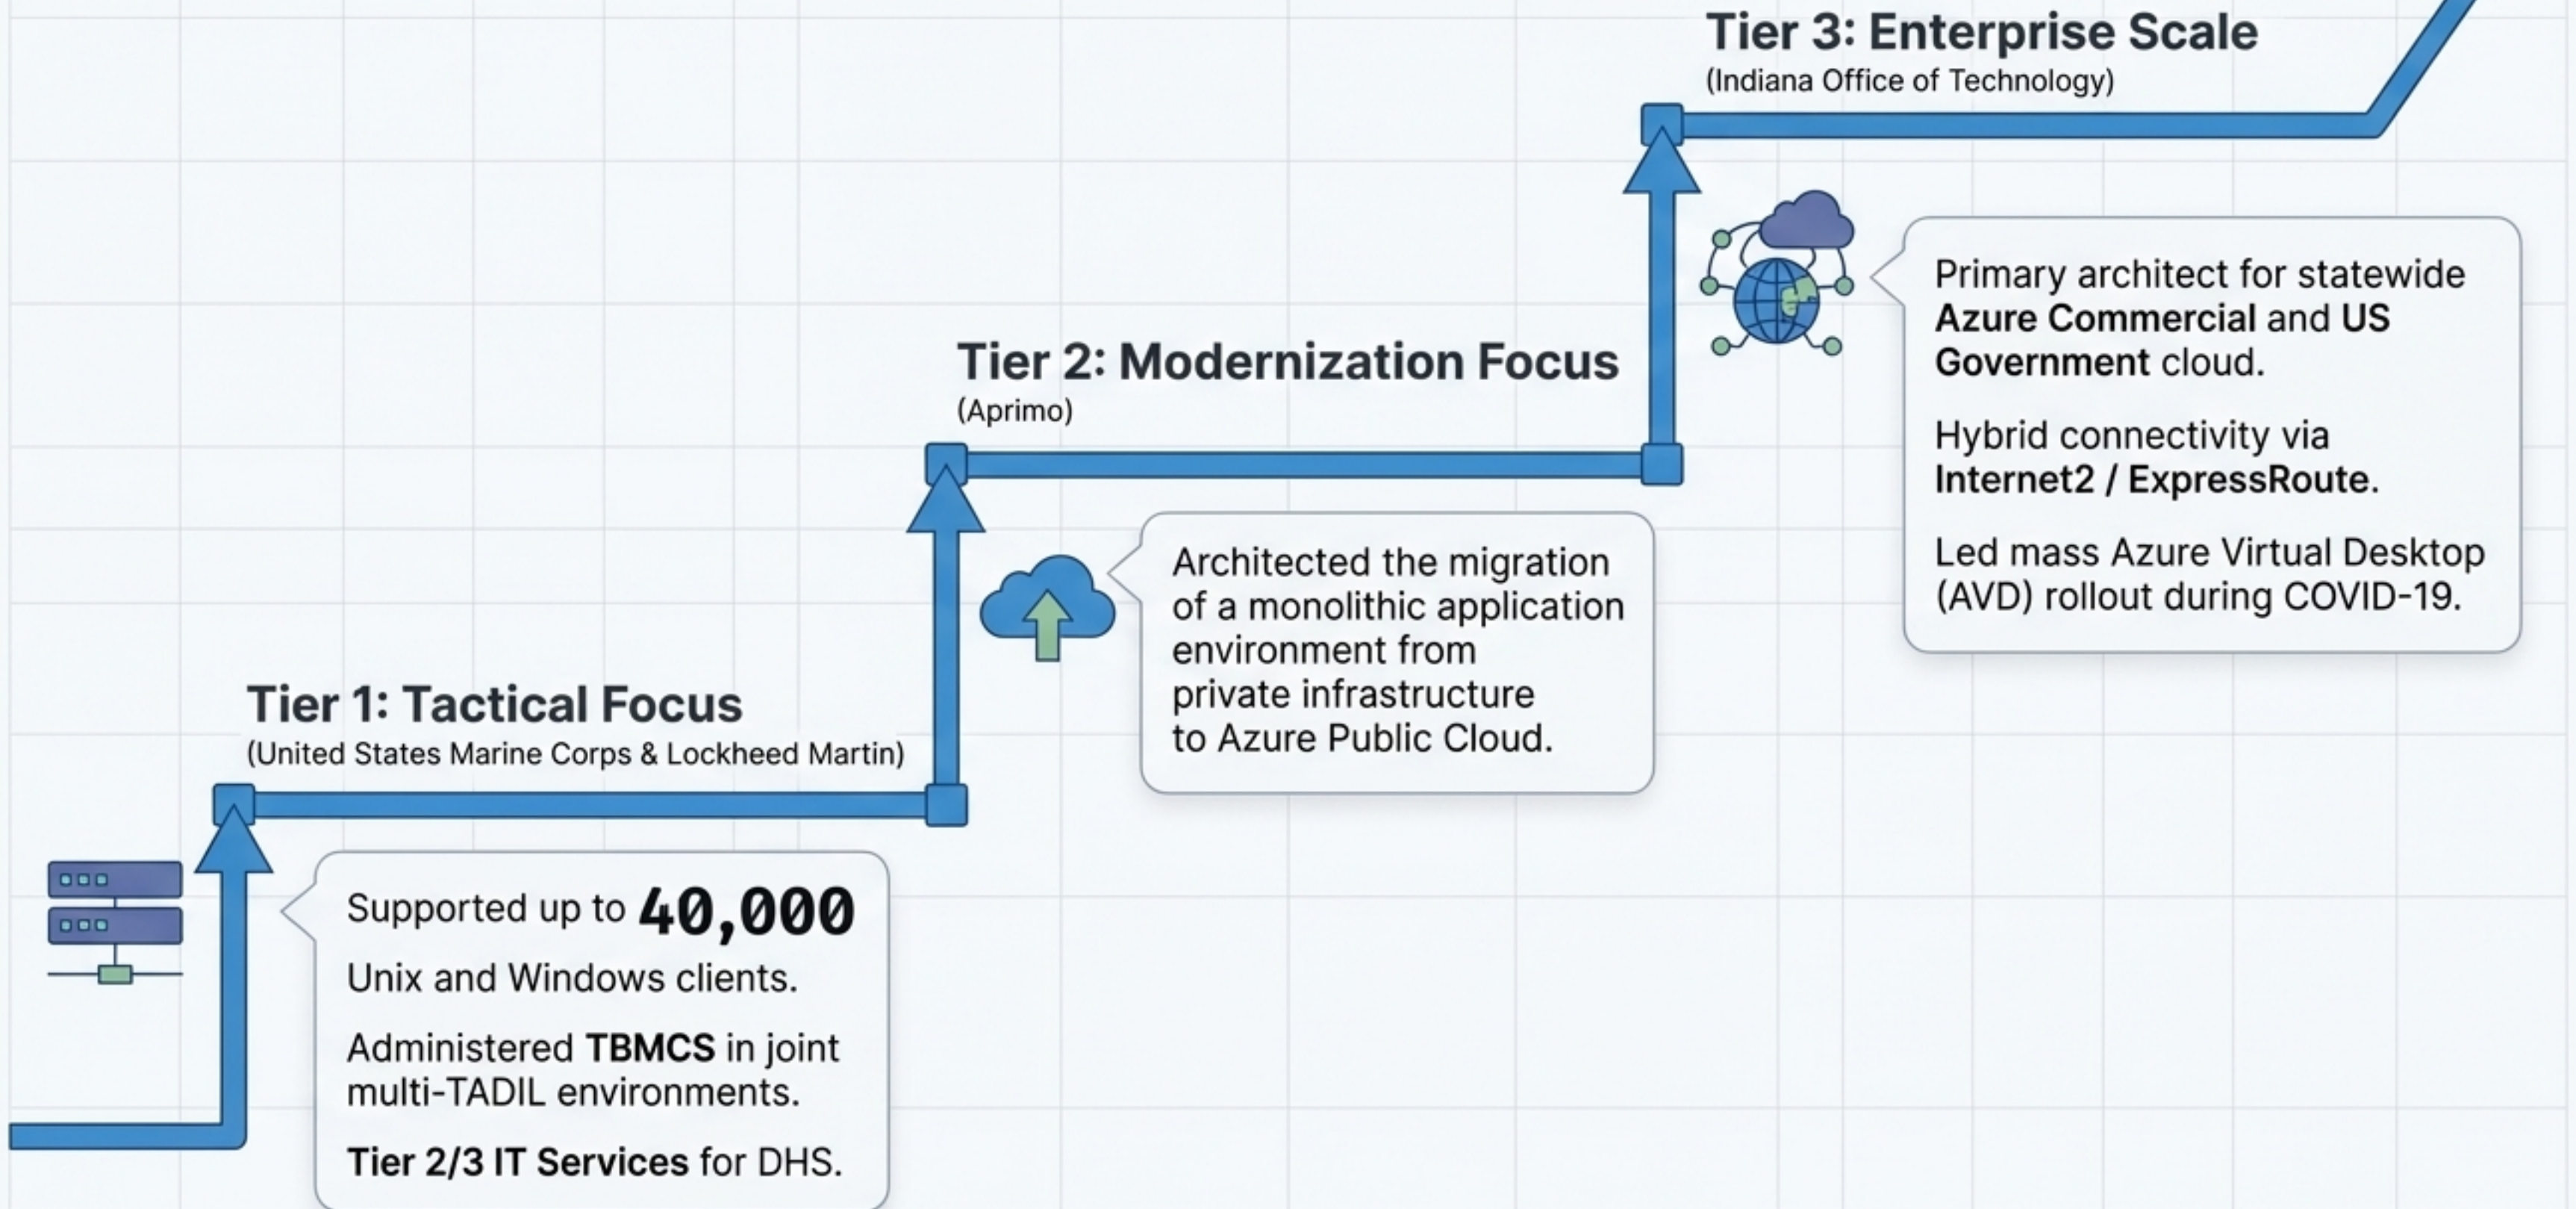 Tier 3: Enterprise Scale
(Indiana Office of Technology)
Primary architect for statewide
Azure Commercial and US
Government cloud.
Hybrid connectivity via
Internet2 / ExpressRoute.
Led mass Azure Virtual Desktop
(AVD) rollout during COVID-19.
Tier 2: Modernization Focus
(Aprimo)
Architected the migration
of a monolithic application
environment from
private infrastructure
to Azure Public Cloud.
Tier 1: Tactical Focus
(United States Marine Corps & Lockheed Martin)
Supported up to 40,000
Unix and Windows clients.
Administered TBMCS in joint
multi-TADIL environments.
Tier 2/3 IT Services for DHS.